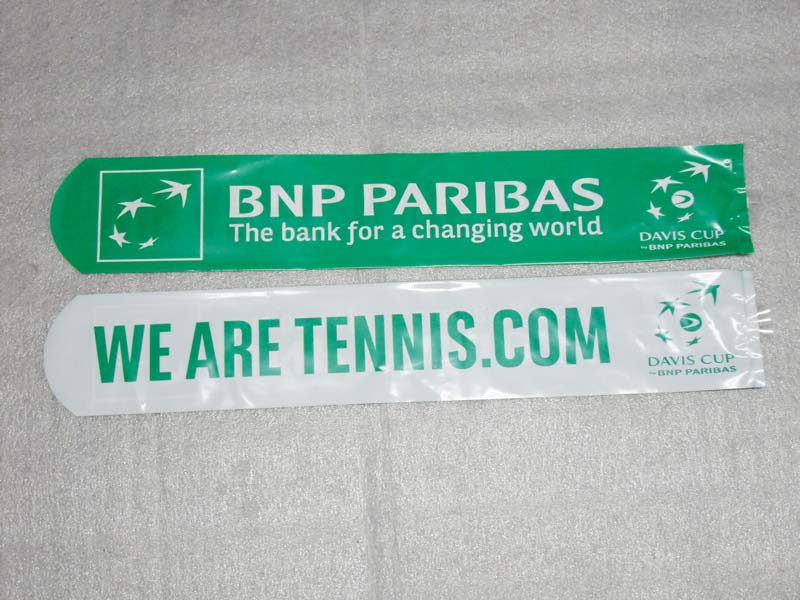 BNP PARIBAS
The bank for a changing world
DAVIS CUP
by BNP PARIBAS
WE ARE TENNIS.COM
DAVIS CUP
by BNP PARIBAS